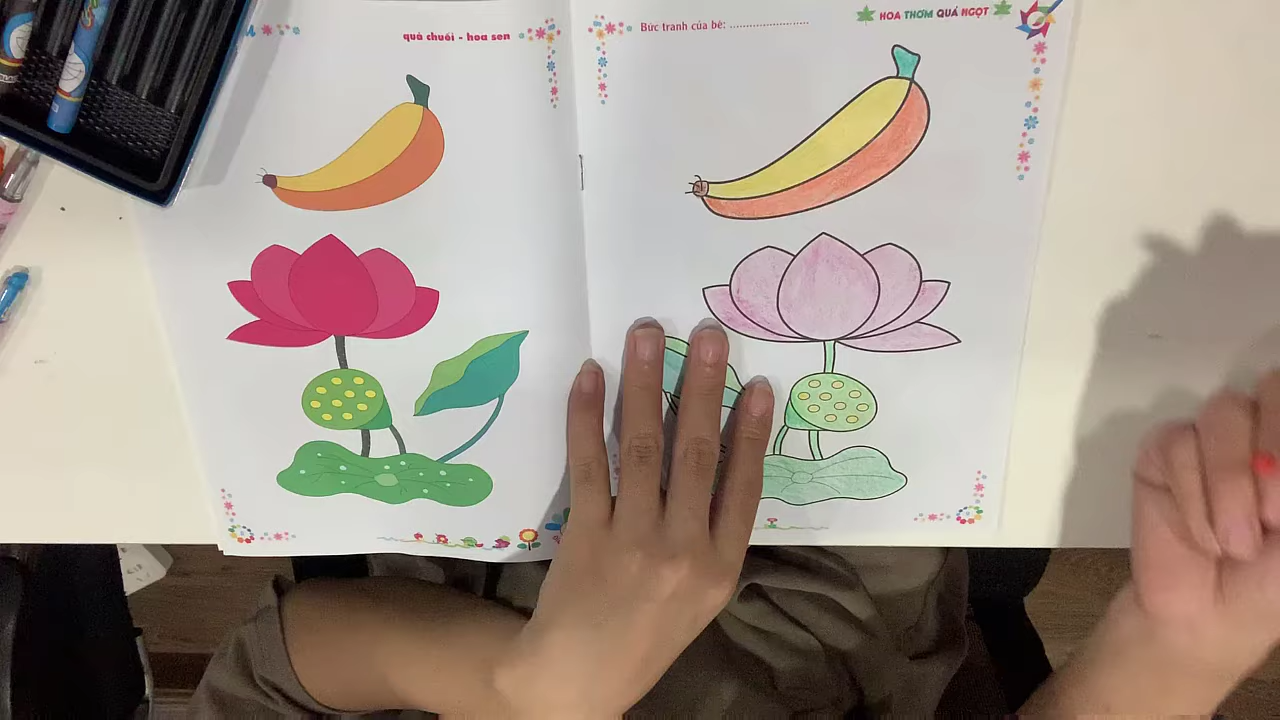 quả chuối - hoa sen
Bức tranh của bé: ........................
HOA THƠM QUẢ NGỌT